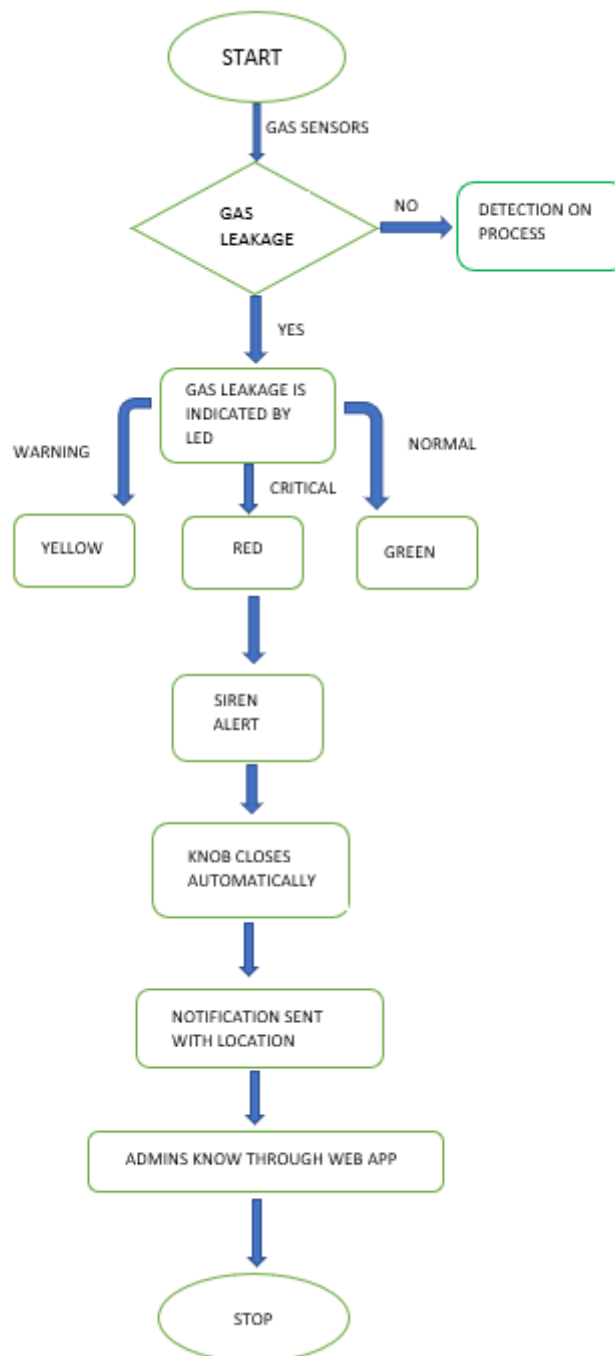 START
GAS SENSORS
GAS
LEAKAGE
NO
DETECTION ON
PROCESS
YES
GAS LEAKAGE IS
INDICATED BY
LED
WARNING
NORMAL
CRITICAL
YELLOW
RED
GREEN
SIREN
ALERT
KNOB CLOSES
AUTOMATICALLY
NOTIFICATION SENT
WITH LOCATION
ADMINS KNOW THROUGH WEB APP
STOP